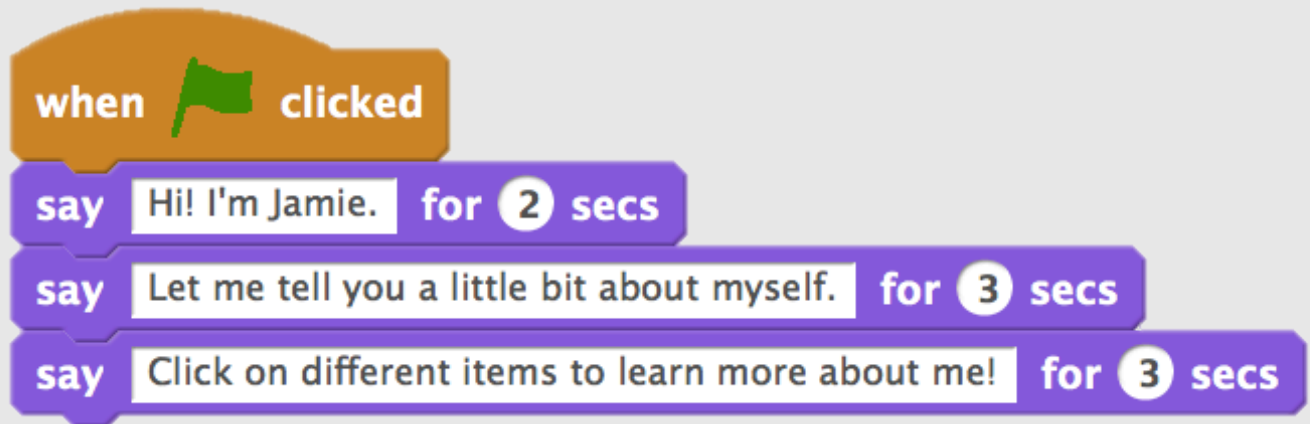 when clicked
say Hi! I'm Jamie. for 2 secs
say Let me tell you a little bit about myself. for 3 secs
say Click on different items to learn more about me! for 3 secs